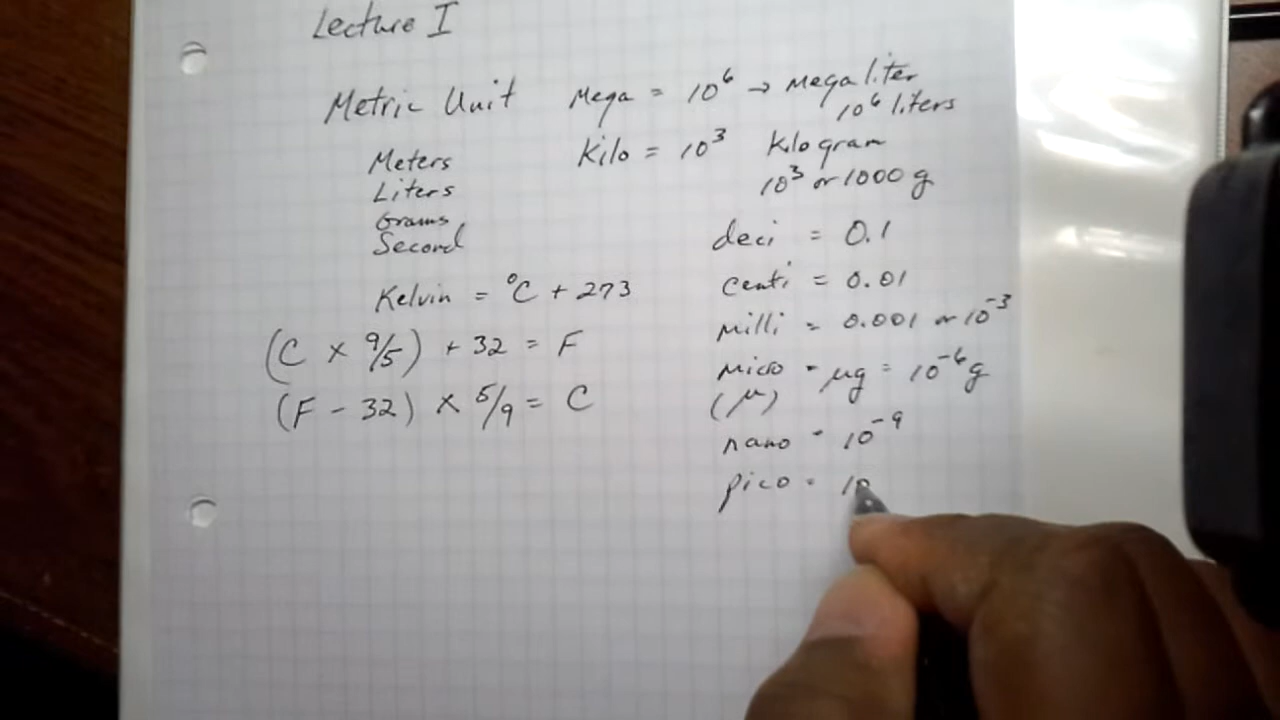 Lecture I
Metric Unit
Meters
Liters
Grams
Second
Kelvin = °C + 273
(C x 9/5) + 32 = F
(F - 32) x 5/9 = C
Mega = 10⁶ → Megaliter
10⁶ liters
Kilo = 10³ Kilogram
10³ or 1000 g
deci = 0.1
centi = 0.01
milli = 0.001 or 10⁻³
micro = µg = 10⁻⁶ g
(µ)
nano = 10⁻⁹
pico = 10